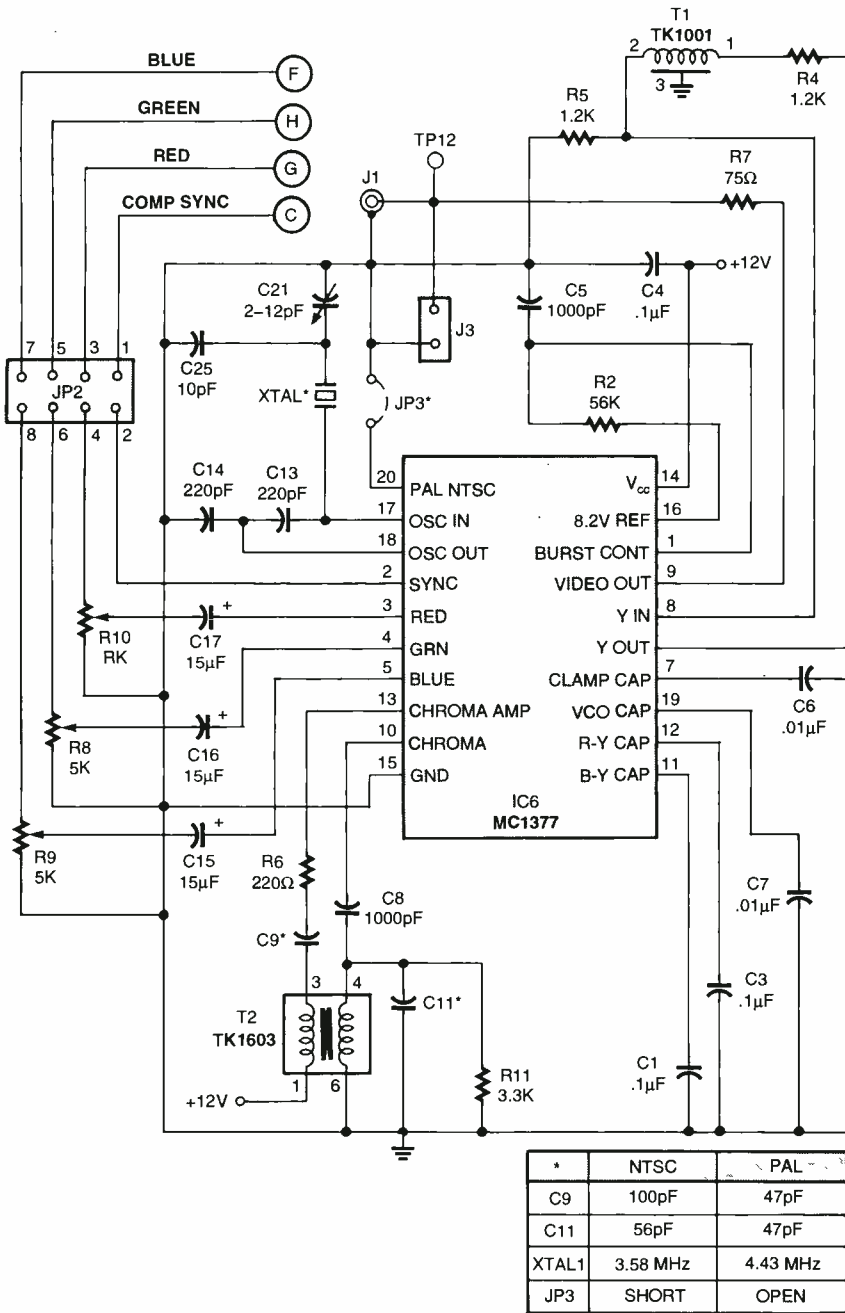 T1
TK1001
2
1
3
R4
1.2K
BLUE
F
GREEN
H
RED
G
COMP SYNC
C
R5
1.2K
TP12
J1
R7
75Ω
+12V
C21
2–12pF
C5
1000pF
C4
.1µF
J3
7
5
3
1
JP2
8
6
4
2
C25
10pF
XTAL*
JP3*
R2
56K
C14
220pF
C13
220pF
20
PAL NTSC
17
OSC IN
18
OSC OUT
2
SYNC
3
RED
4
GRN
5
BLUE
13
CHROMA AMP
10
CHROMA
15
GND
Vcc
14
8.2V REF
16
BURST CONT
1
VIDEO OUT
9
Y IN
8
Y OUT
CLAMP CAP
7
VCO CAP
19
R-Y CAP
12
B-Y CAP
11
IC6
MC1377
R10
RK
+
C17
15µF
R8
5K
+
C16
15µF
R9
5K
+
C15
15µF
C6
.01µF
R6
220Ω
C8
1000pF
C9*
C7
.01µF
3
4
T2
TK1603
1
6
+12V
C11*
R11
3.3K
C3
.1µF
C1
.1µF
* NTSC PAL
C9 100pF 47pF
C11 56pF 47pF
XTAL1 3.58 MHz 4.43 MHz
JP3 SHORT OPEN